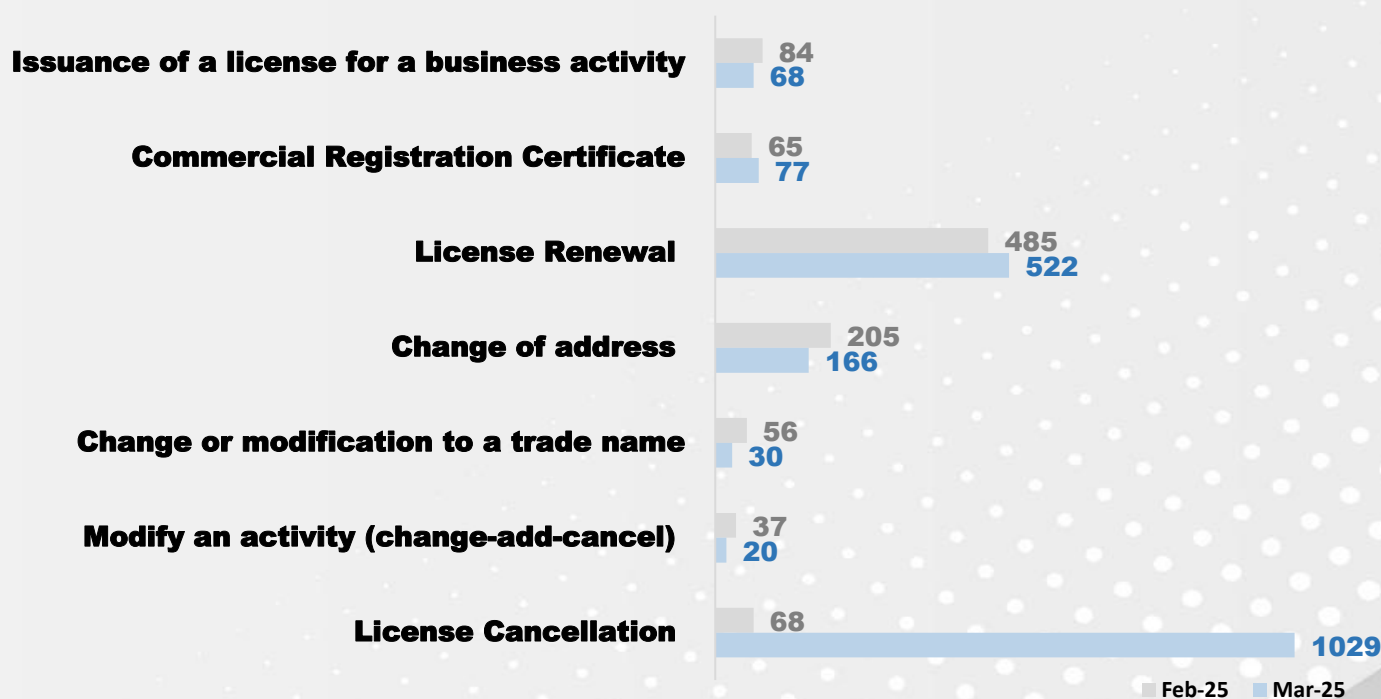 Issuance of a license for a business activity
84
68
Commercial Registration Certificate
65
77
License Renewal
485
522
Change of address
205
166
Change or modification to a trade name
56
30
Modify an activity (change-add-cancel)
37
20
License Cancellation
68
1029
Feb-25 Mar-25